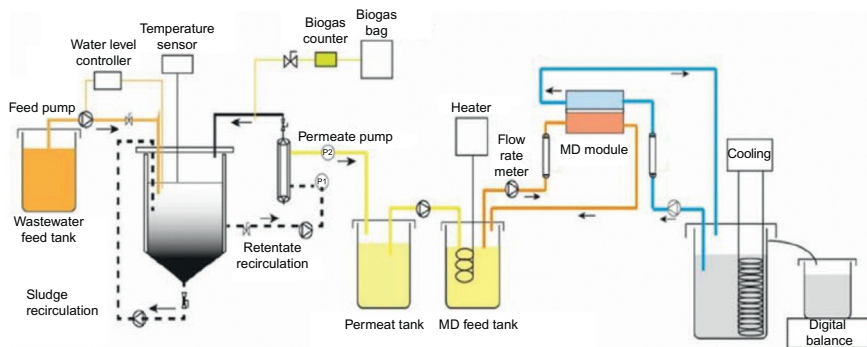 Biogas
bag
Biogas
counter
Temperature
sensor
Water level
controller
Feed pump
Heater
Permeate pump
P2
P1
Flow
rate
meter
MD module
Cooling
Wastewater
feed tank
Retentate
recirculation
Sludge
recirculation
Permeat tank
MD feed tank
Digital
balance